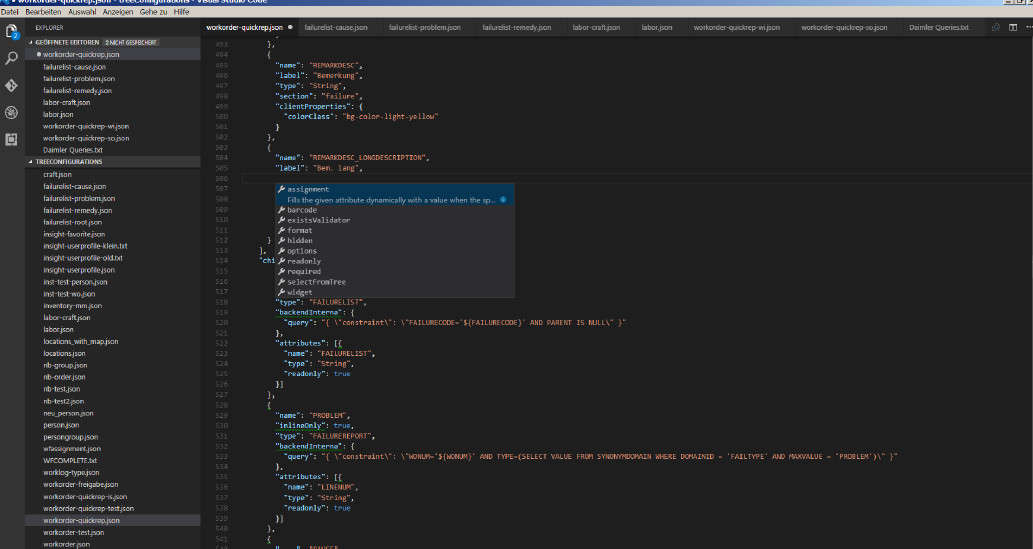 workorder-quickrep.json - treeConfigurations - Visual Studio Code
Datei Bearbeiten Auswahl Anzeigen Gehe zu Hilfe
EXPLORER
GEÖFFNETE EDITOREN 2 NICHT GESPEICHERT
workorder-quickrep.json
failurelist-cause.json
failurelist-problem.json
failurelist-remedy.json
labor-craft.json
labor.json
workorder-quickrep-wi.json
workorder-quickrep-so.json
Daimler Queries.txt
TREECONFIGURATIONS
craft.json
failurelist-cause.json
failurelist-problem.json
failurelist-remedy.json
failurelist-root.json
insight-favorite.json
insight-userprofile-klein.txt
insight-userprofile-old.txt
insight-userprofile.json
inst-test-person.json
inst-test-wo.json
inventory-mm.json
labor-craft.json
labor.json
locations_with_map.json
locations.json
nb-group.json
nb-order.json
nb-test.json
nb-test2.json
neu_person.json
person.json
persongroup.json
wfassignment.json
WFCOMPLETE.txt
worklog-type.json
workorder-freigabe.json
workorder-quickrep-is.json
workorder-quickrep-test.json
workorder-quickrep.json
workorder-test.json
workorder.json
2
workorder-quickrep.json failurelist-cause.json failurelist-problem.json failurelist-remedy.json labor-craft.json labor.json workorder-quickrep-wi.json workorder-quickrep-so.json Daimler Queries.txt
493 },
494 {
495 "name": "REMARKDESC",
496 "label": "Bemerkung",
497 "type": "String",
498 "section": "failure",
499 "clientProperties": {
500 "colorClass": "bg-color-light-yellow"
501 }
502 },
503 {
504 "name": "REMARKDESC_LONGDESCRIPTION",
505 "label": "Bem. lang",
506
507 assignment
508 Fills the given attribute dynamically with a value when the sp...
509 barcode
510 existsValidator
511 format
512 } hidden
513 ], options
514 "chi readonly
515 required
516 selectFromTree
517 widget
518 "type": "FAILURELIST",
519 "backendInterna": {
520 "query": "{ \"constraint\": \"FAILURECODE='${FAILURECODE}' AND PARENT IS NULL\" }"
521 },
522 "attributes": [{
523 "name": "FAILURELIST",
524 "type": "String",
525 "readonly": true
526 }]
527 },
528 {
529 "name": "PROBLEM",
530 "inlineOnly": true,
531 "type": "FAILUREREPORT",
532 "backendInterna": {
533 "query": "{ \"constraint\": \"WONUM='${WONUM}' AND TYPE=(SELECT VALUE FROM SYNONYMDOMAIN WHERE DOMAINID = 'FAILTYPE' AND MAXVALUE = 'PROBLEM')\" }"
534 },
535 "attributes": [{
536 "name": "LINENUM",
537 "type": "String",
538 "readonly": true
539 }]
540 },
541 {